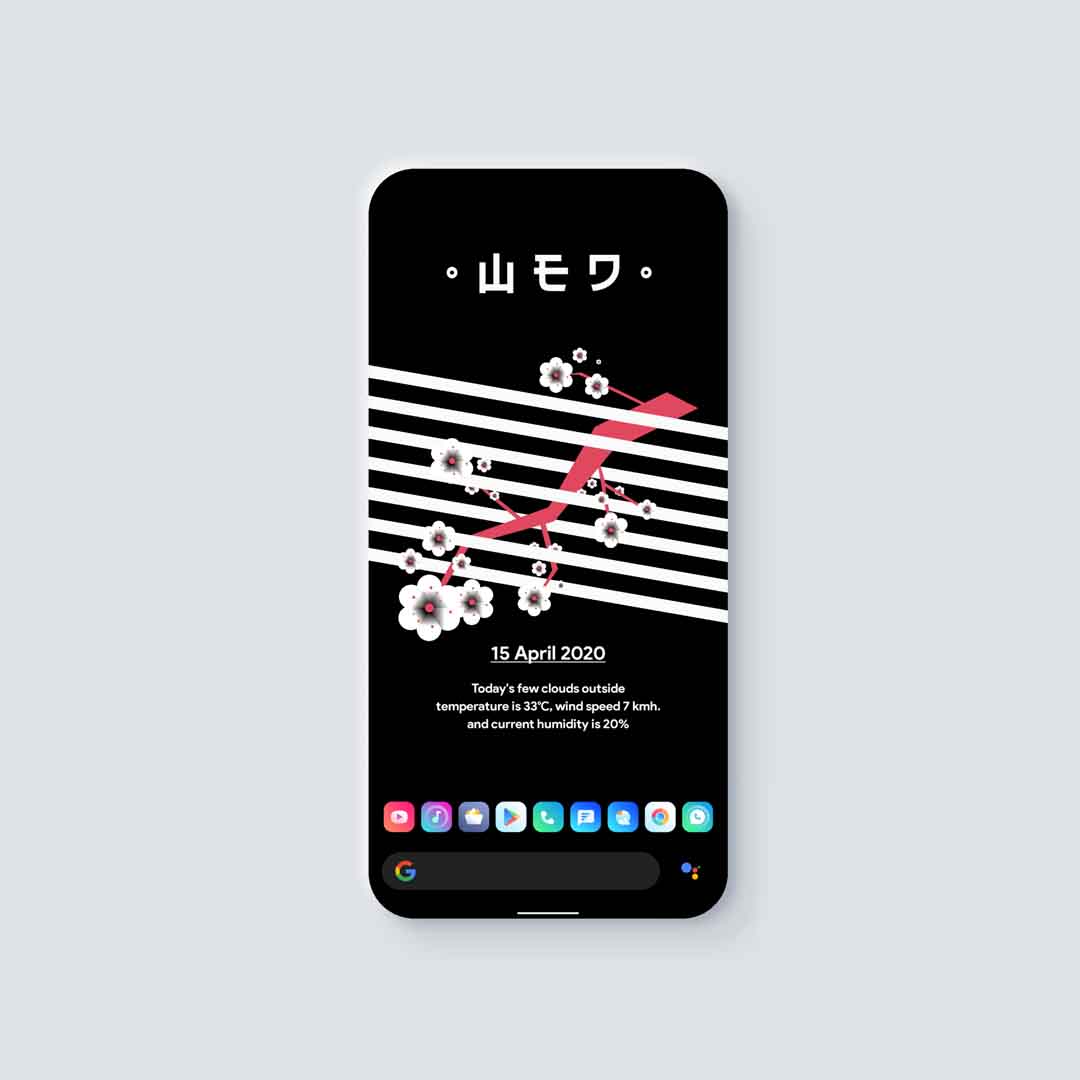 山モワ
15 April 2020
Today's few clouds outside
temperature is 33°C, wind speed 7 kmh.
and current humidity is 20%